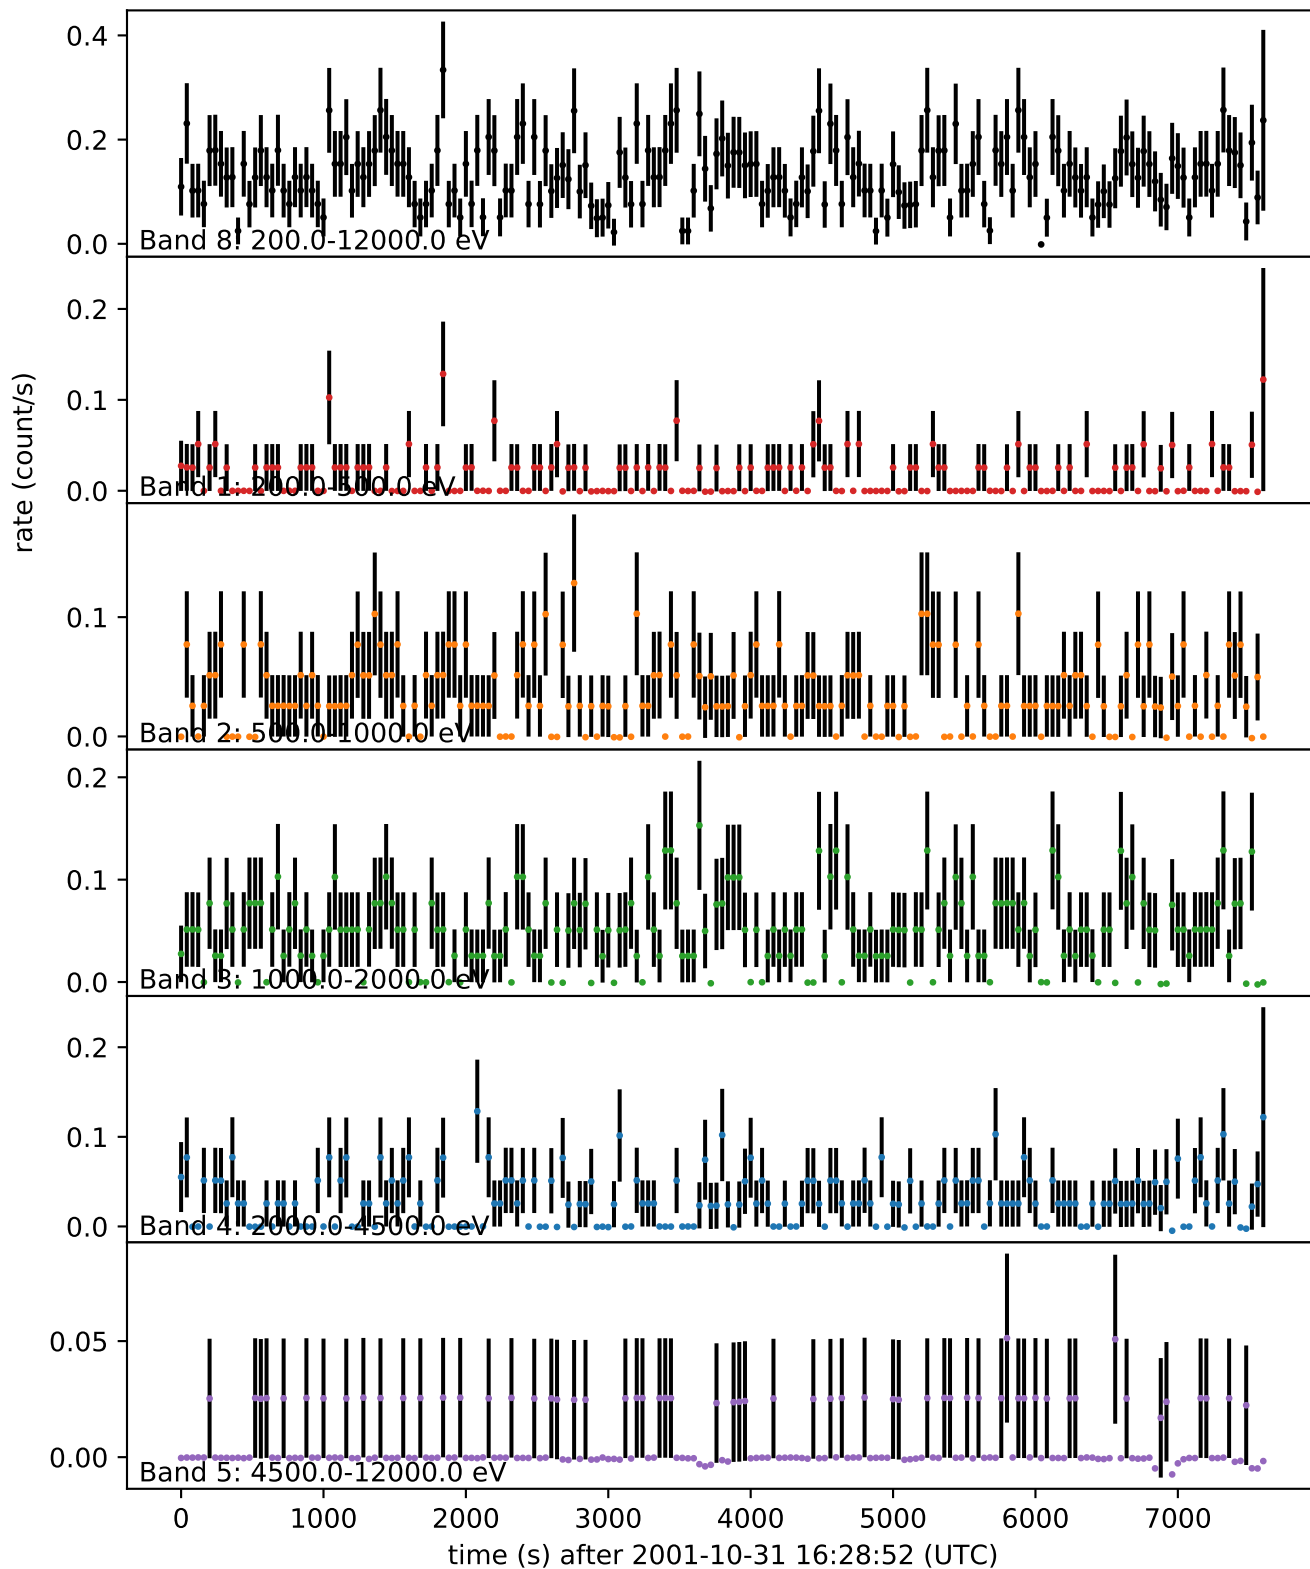 0.4
0.2
0.0
Band 8: 200.0-12000.0 eV
0.2
0.1
0.0
Band 1: 200.0-500.0 eV
rate (count/s)
0.1
0.0
Band 2: 500.0-1000.0 eV
0.2
0.1
0.0
Band 3: 1000.0-2000.0 eV
0.2
0.1
0.0
Band 4: 2000.0-4500.0 eV
0.05
0.00
Band 5: 4500.0-12000.0 eV
0 1000 2000 3000 4000 5000 6000 7000
time (s) after 2001-10-31 16:28:52 (UTC)